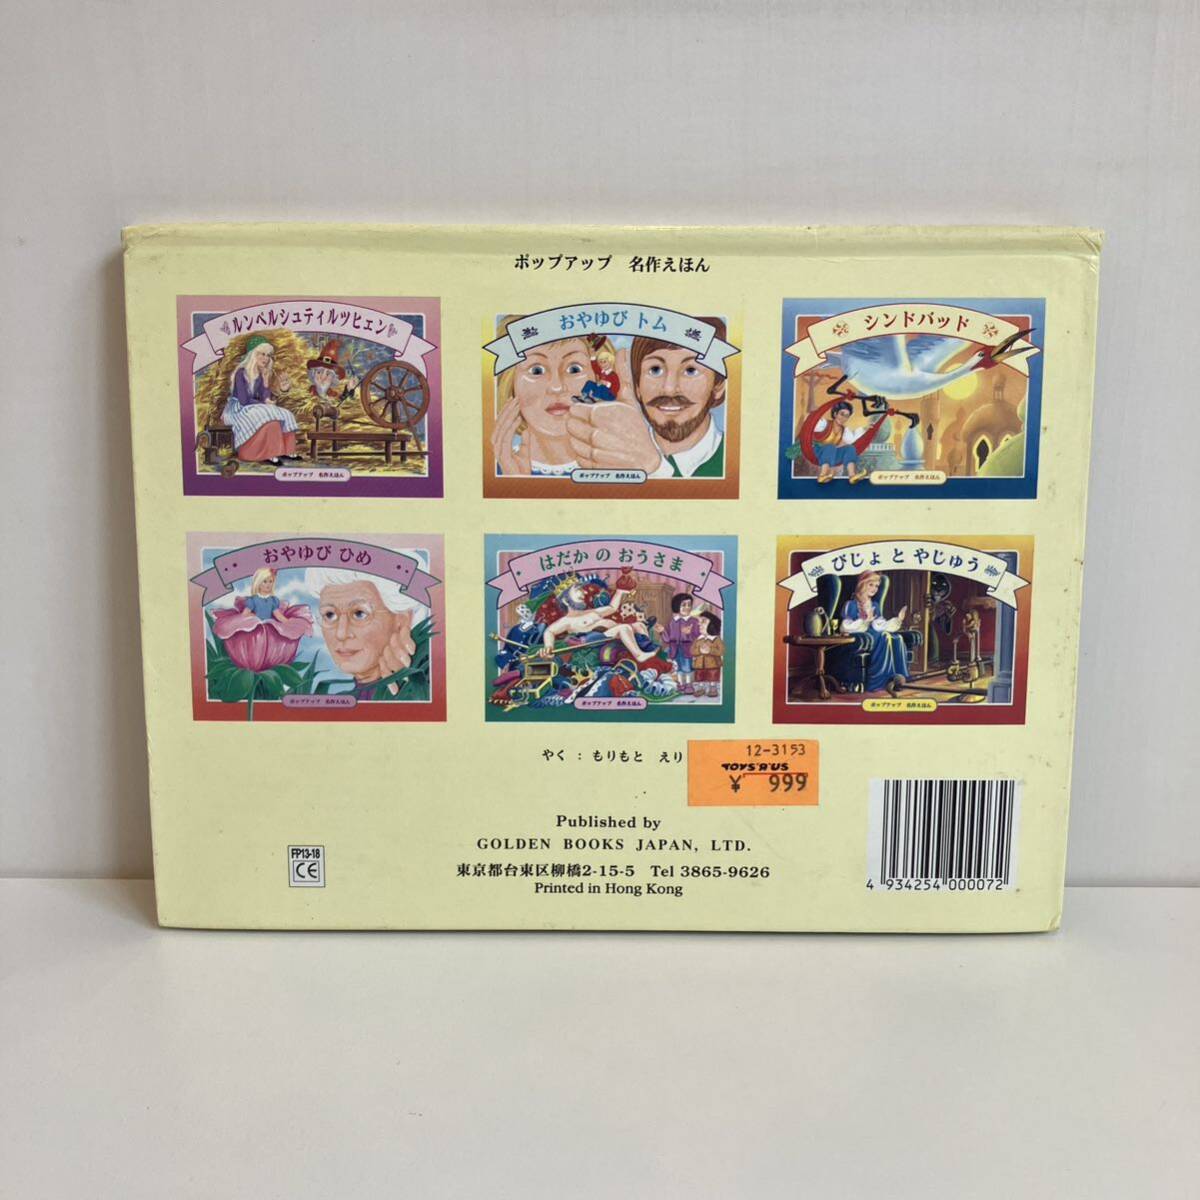 ポップアップ 名作えほん
ルンペルシュティルツヒェン
ポップアップ 名作えほん
おやゆび トム
ポップアップ 名作えほん
シンドバッド
ポップアップ 名作えほん
おやゆび ひめ
ポップアップ 名作えほん
はだか の おうさま
ポップアップ 名作えほん
びじょ と やじゅう
ポップアップ 名作えほん
やく : もりもと えり
12-3153
TOYS"R"US
¥ 999
Published by
GOLDEN BOOKS JAPAN, LTD.
東京都台東区柳橋2-15-5 Tel 3865-9626
Printed in Hong Kong
FP13-18
CE
4 934254 000072